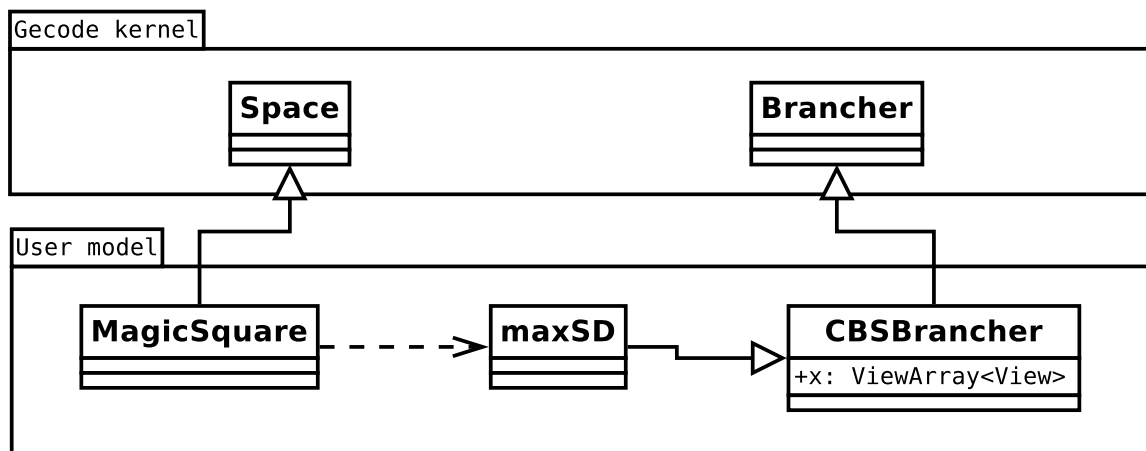 Gecode kernel
Space
Brancher
User model
MagicSquare
maxSD
CBSBrancher
+x: ViewArray<View>